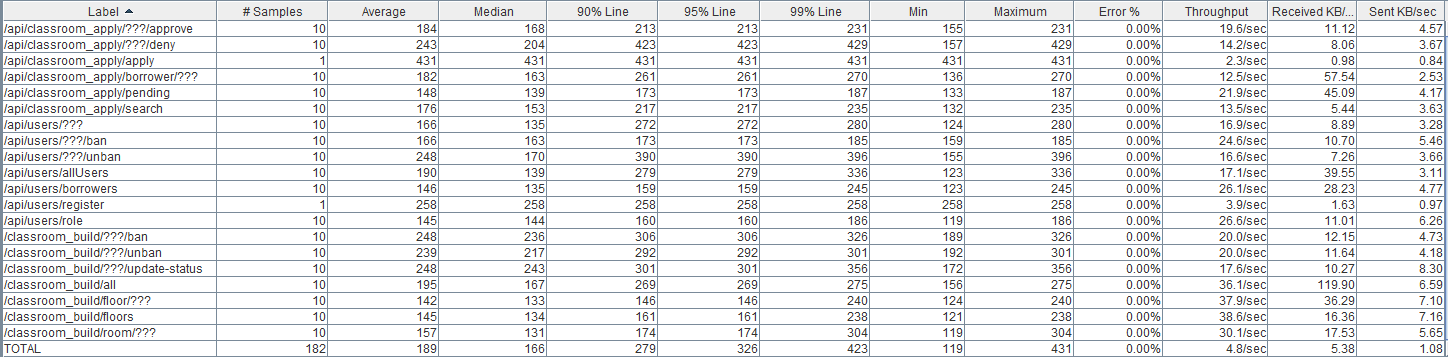 Label # Samples Average Median 90% Line 95% Line 99% Line Min Maximum Error % Throughput Received KB/... Sent KB/sec
/api/classroom_apply/???/approve 10 184 168 213 213 231 155 231 0.00% 19.6/sec 11.12 4.57
/api/classroom_apply/???/deny 10 243 204 423 423 429 157 429 0.00% 14.2/sec 8.06 3.67
/api/classroom_apply/apply 1 431 431 431 431 431 431 431 0.00% 2.3/sec 0.98 0.84
/api/classroom_apply/borrower/??? 10 182 163 261 261 270 136 270 0.00% 12.5/sec 57.54 2.53
/api/classroom_apply/pending 10 148 139 173 173 187 133 187 0.00% 21.9/sec 45.09 4.17
/api/classroom_apply/search 10 176 153 217 217 235 132 235 0.00% 13.5/sec 5.44 3.63
/api/users/??? 10 166 135 272 272 280 124 280 0.00% 16.9/sec 8.89 3.28
/api/users/???/ban 10 166 163 173 173 185 159 185 0.00% 24.6/sec 10.70 5.46
/api/users/???/unban 10 248 170 390 390 396 155 396 0.00% 16.6/sec 7.26 3.66
/api/users/allUsers 10 190 139 279 279 336 123 336 0.00% 17.1/sec 39.55 3.11
/api/users/borrowers 10 146 135 159 159 245 123 245 0.00% 26.1/sec 28.23 4.77
/api/users/register 1 258 258 258 258 258 258 258 0.00% 3.9/sec 1.63 0.97
/api/users/role 10 145 144 160 160 186 119 186 0.00% 26.6/sec 11.01 6.26
/classroom_build/???/ban 10 248 236 306 306 326 189 326 0.00% 20.0/sec 12.15 4.73
/classroom_build/???/unban 10 239 217 292 292 301 192 301 0.00% 20.0/sec 11.64 4.18
/classroom_build/???/update-status 10 248 243 301 301 356 172 356 0.00% 17.6/sec 10.27 8.30
/classroom_build/all 10 195 167 269 269 275 156 275 0.00% 36.1/sec 119.90 6.59
/classroom_build/floor/??? 10 142 133 146 146 240 124 240 0.00% 37.9/sec 36.29 7.10
/classroom_build/floors 10 145 134 161 161 238 121 238 0.00% 38.6/sec 16.36 7.16
/classroom_build/room/??? 10 157 131 174 174 304 119 304 0.00% 30.1/sec 17.53 5.65
TOTAL 182 189 166 279 326 423 119 431 0.00% 4.8/sec 5.38 1.08